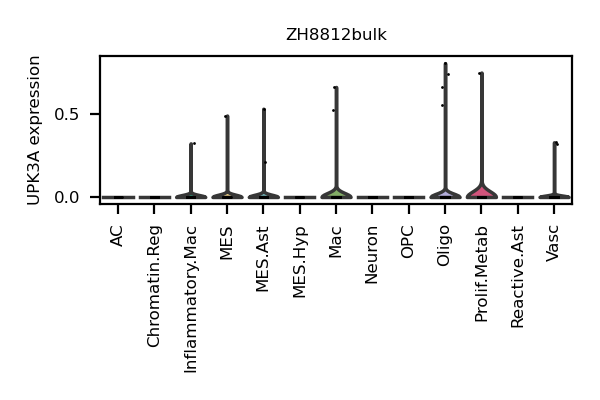 ZH8812bulk
UPK3A expression
0.5
0.0
AC
Chromatin.Reg
Inflammatory.Mac
MES
MES.Ast
MES.Hyp
Mac
Neuron
OPC
Oligo
Prolif.Metab
Reactive.Ast
Vasc